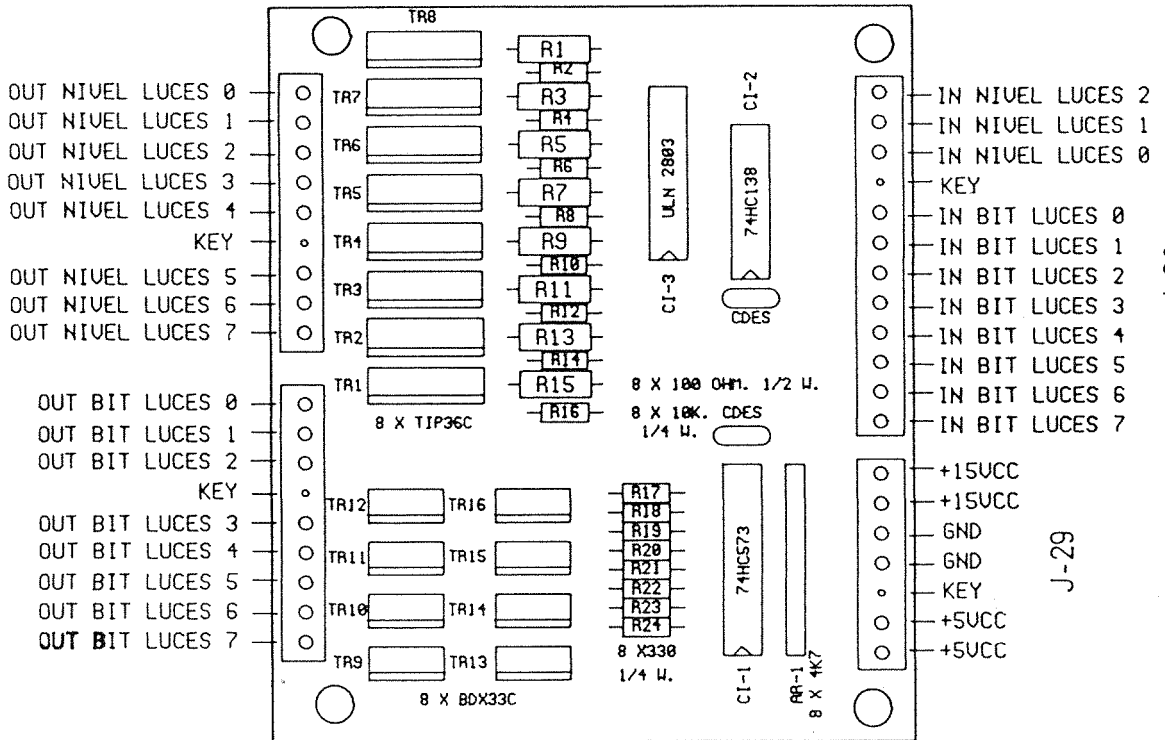 TR8
OUT NIVEL LUCES 0
OUT NIVEL LUCES 1
OUT NIVEL LUCES 2
OUT NIVEL LUCES 3
OUT NIVEL LUCES 4
KEY
OUT NIVEL LUCES 5
OUT NIVEL LUCES 6
OUT NIVEL LUCES 7
OUT BIT LUCES 0
OUT BIT LUCES 1
OUT BIT LUCES 2
KEY
OUT BIT LUCES 3
OUT BIT LUCES 4
OUT BIT LUCES 5
OUT BIT LUCES 6
OUT BIT LUCES 7
TR7
TR6
TR5
TR4
TR3
TR2
TR1
8 X TIP36C
TR12
TR16
TR11
TR15
TR10
TR14
TR9
TR13
8 X BDX33C
R1
R2
R3
R4
R5
R6
R7
R8
R9
R10
R11
R12
R13
R14
R15
R16
8 X 100 OHM. 1/2 W.
8 X 10K. CDES
1/4 W.
R17
R18
R19
R20
R21
R22
R23
R24
8 X330
1/4 W.
ULN 2803
CI-3
CI-2
74HC138
CDES
74HC573
CI-1
AR-1
8 X 4K7
IN NIVEL LUCES 2
IN NIVEL LUCES 1
IN NIVEL LUCES 0
KEY
IN BIT LUCES 0
IN BIT LUCES 1
IN BIT LUCES 2
IN BIT LUCES 3
IN BIT LUCES 4
IN BIT LUCES 5
IN BIT LUCES 6
IN BIT LUCES 7
+15VCC
+15VCC
GND
GND
KEY
+5VCC
+5VCC
J-29